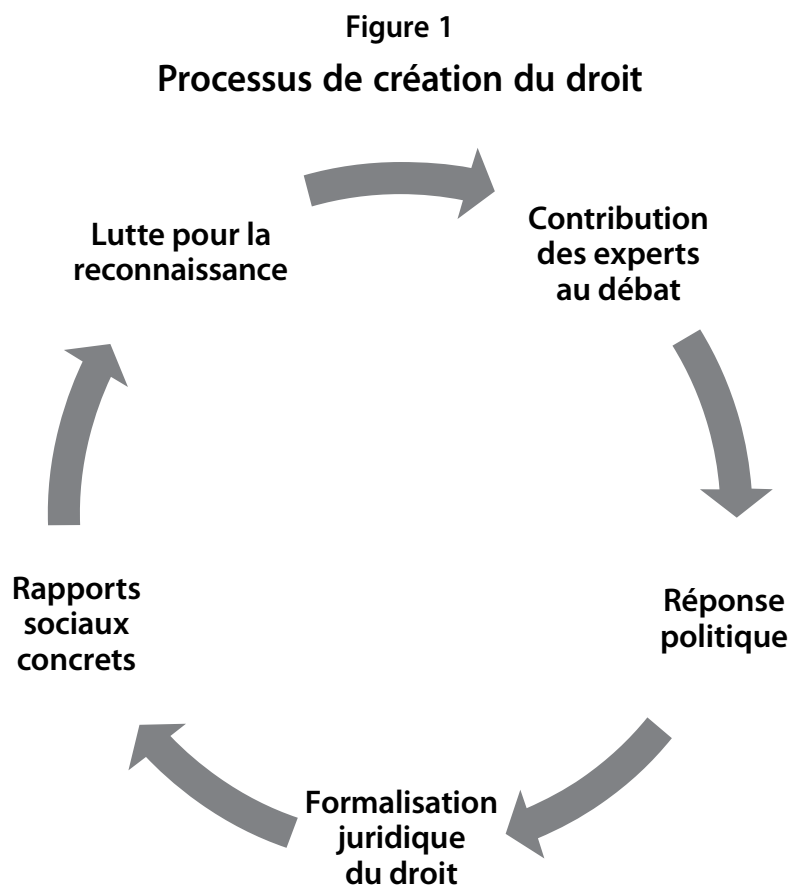 Figure 1
Processus de création du droit
Lutte pour la
reconnaissance
Contribution
des experts
au débat
Réponse
politique
Formalisation
juridique
du droit
Rapports
sociaux
concrets